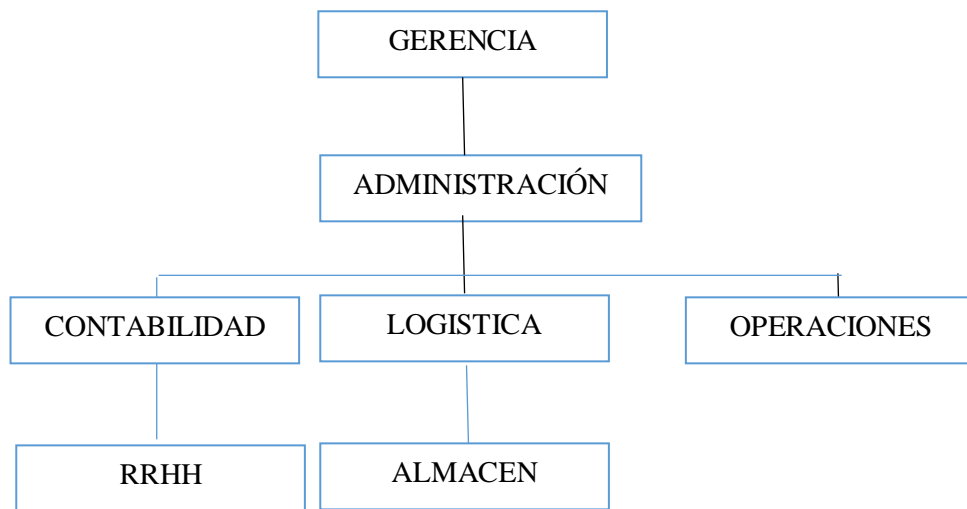 GERENCIA
ADMINISTRACIÓN
CONTABILIDAD
LOGISTICA
OPERACIONES
RRHH
ALMACEN